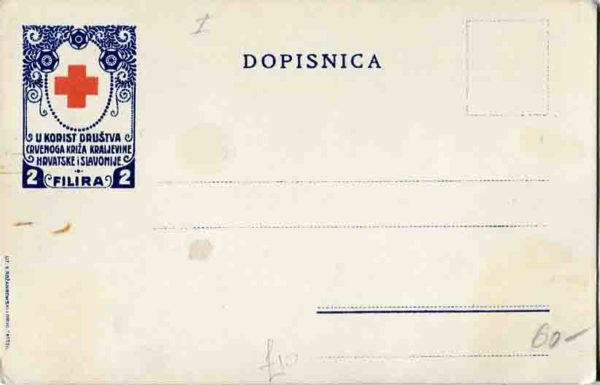 I
DOPISNICA
U KORIST DRUŠTVA
CRVENOGA KRIŽA KRALJEVINE
HRVATSKE i SLAVONIJE
2 FILIRA 2
60-